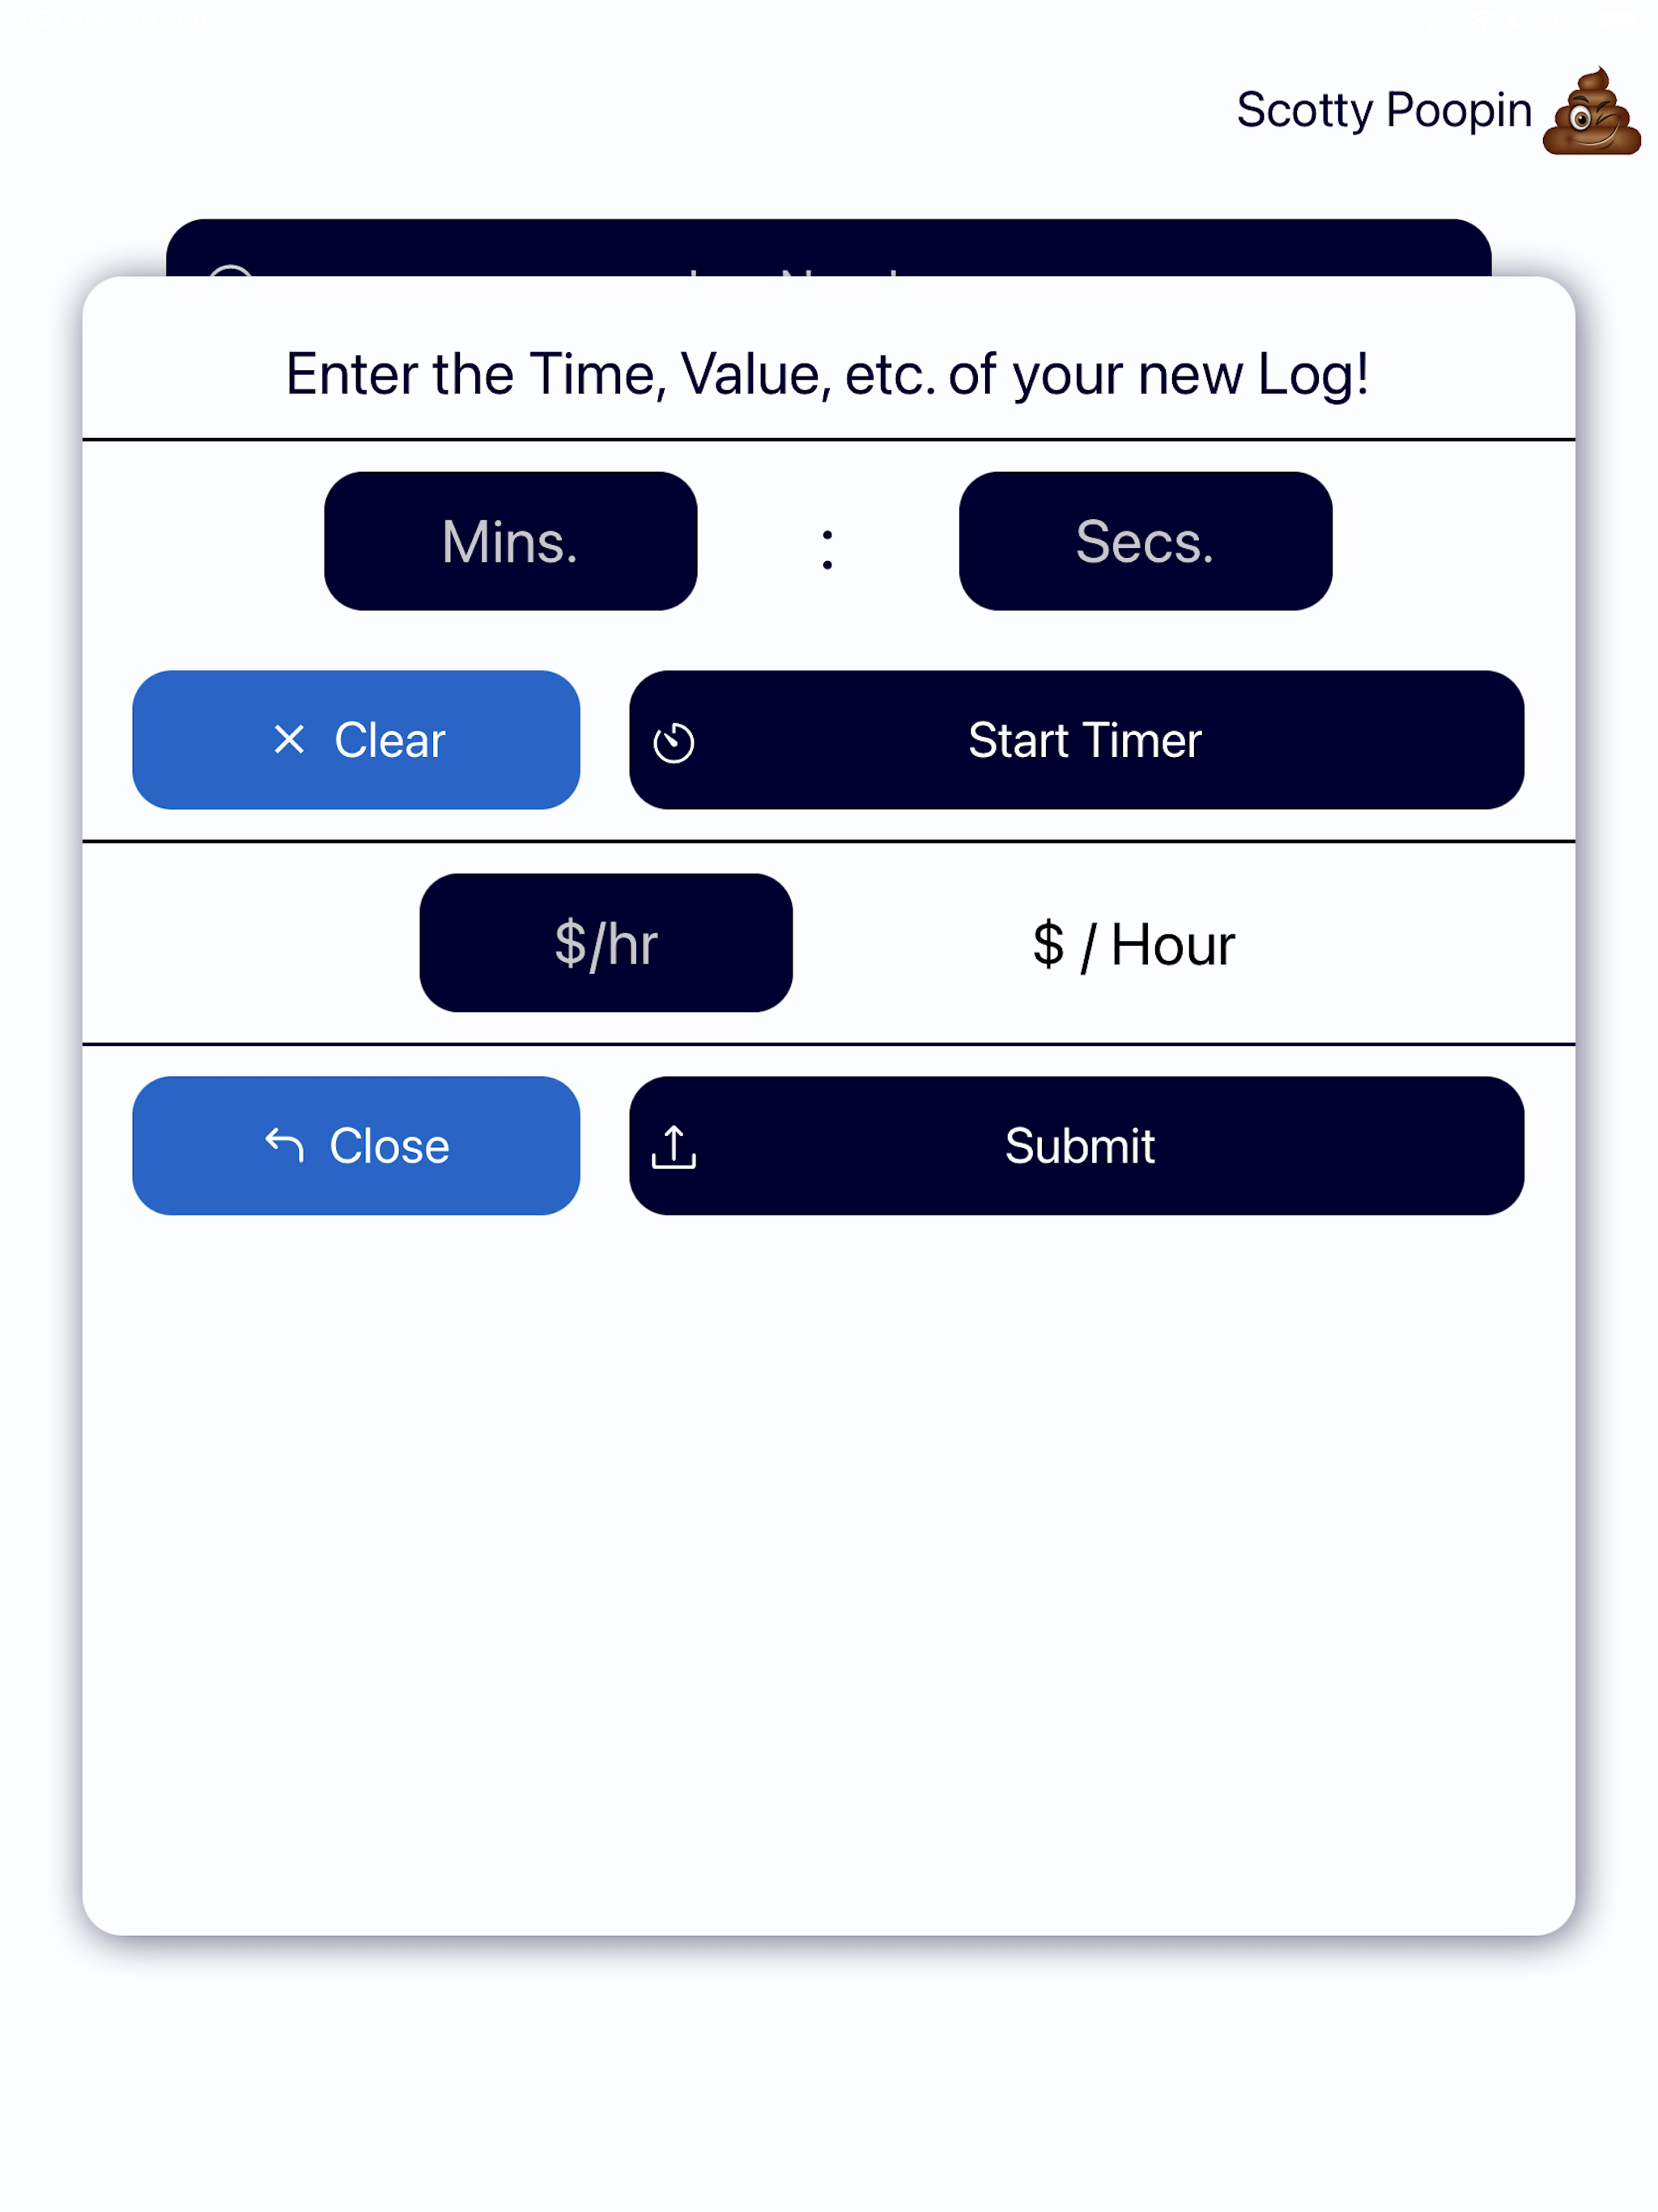 Scotty Poopin
Enter the Time, Value, etc. of your new Log!
Mins. : Secs.
Clear
Start Timer
$/hr
$ / Hour
Close
Submit